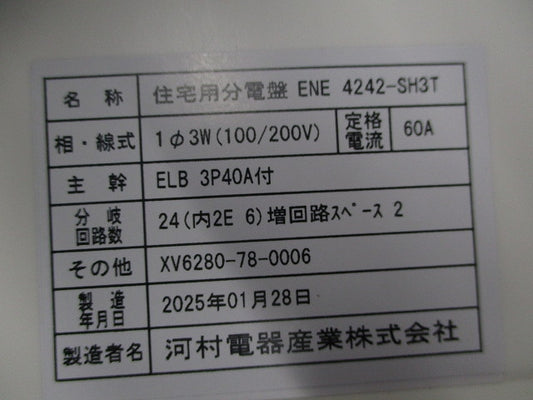 名称 住宅用分電盤 ENE 4242-SH3T
相・線式 1φ3W(100/200V) 定格電流 60A
主幹 ELB 3P40A付
分岐回路数 24(内2E 6)増回路ｽﾍﾟｰｽ 2
その他 XV6280-78-0006
製造年月日 2025年01月28日
製造者名 河村電器産業株式会社